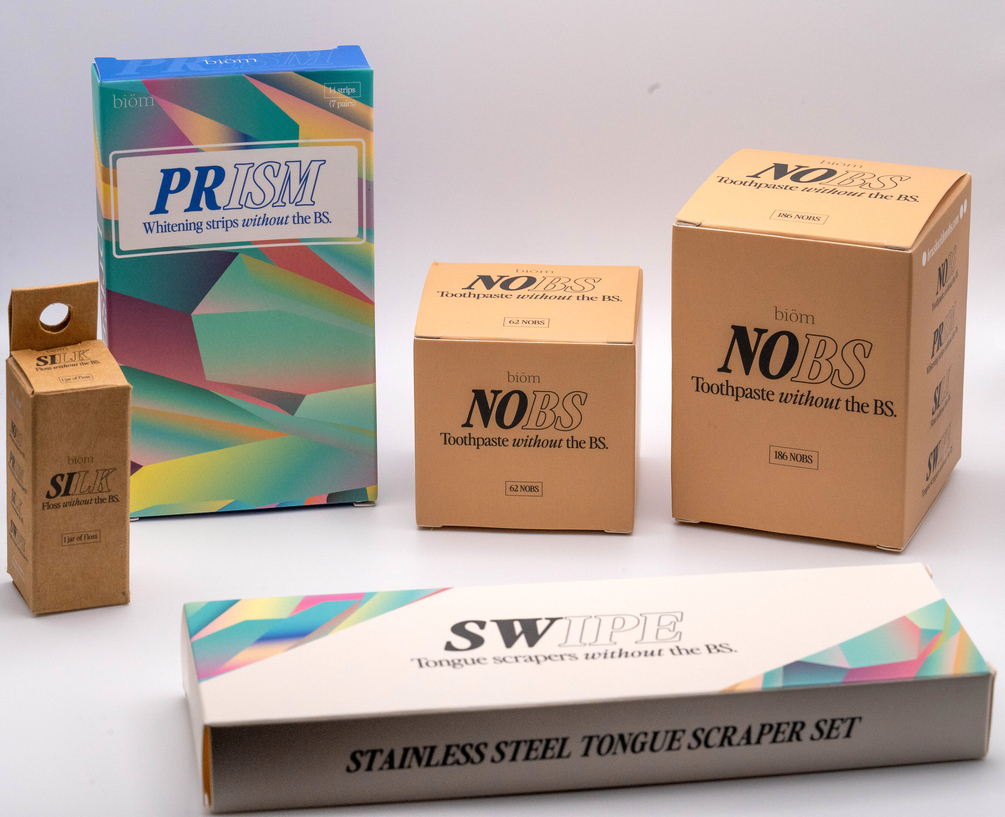 PRISM
biöm
biöm
14 strips
(7 pairs)
PRISM
Whitening strips without the BS.
SILK
Floss without the BS.
1 jar of floss
biöm
SILK
Floss without the BS.
1 jar of floss
biöm
NOBS
Toothpaste without the BS.
62 NOBS
biöm
NOBS
Toothpaste without the BS.
62 NOBS
biöm
NOBS
Toothpaste without the BS.
186 NOBS
biöm
NOBS
Toothpaste without the BS.
186 NOBS
SWIPE
Tongue scrapers without the BS.
STAINLESS STEEL TONGUE SCRAPER SET